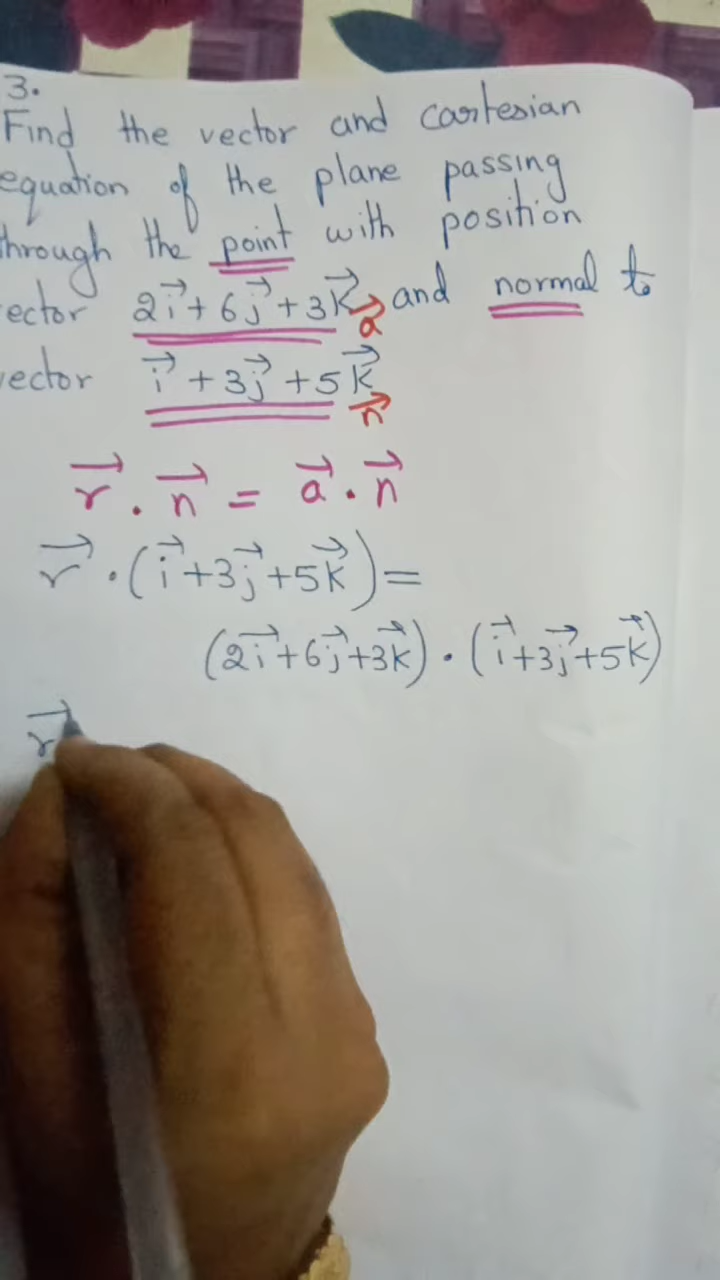 3.
Find the vector and cartesian
equation of the plane passing
through the point with position
ector 2i⃗ + 6j⃗ + 3k⃗ a⃗ and normal to
vector i⃗ + 3j⃗ + 5k⃗ n⃗
r⃗ . n⃗ = a⃗ . n⃗
r⃗ . (i⃗ + 3j⃗ + 5k⃗) =
(2i⃗ + 6j⃗ + 3k⃗) . (i⃗ + 3j⃗ + 5k⃗)
r⃗